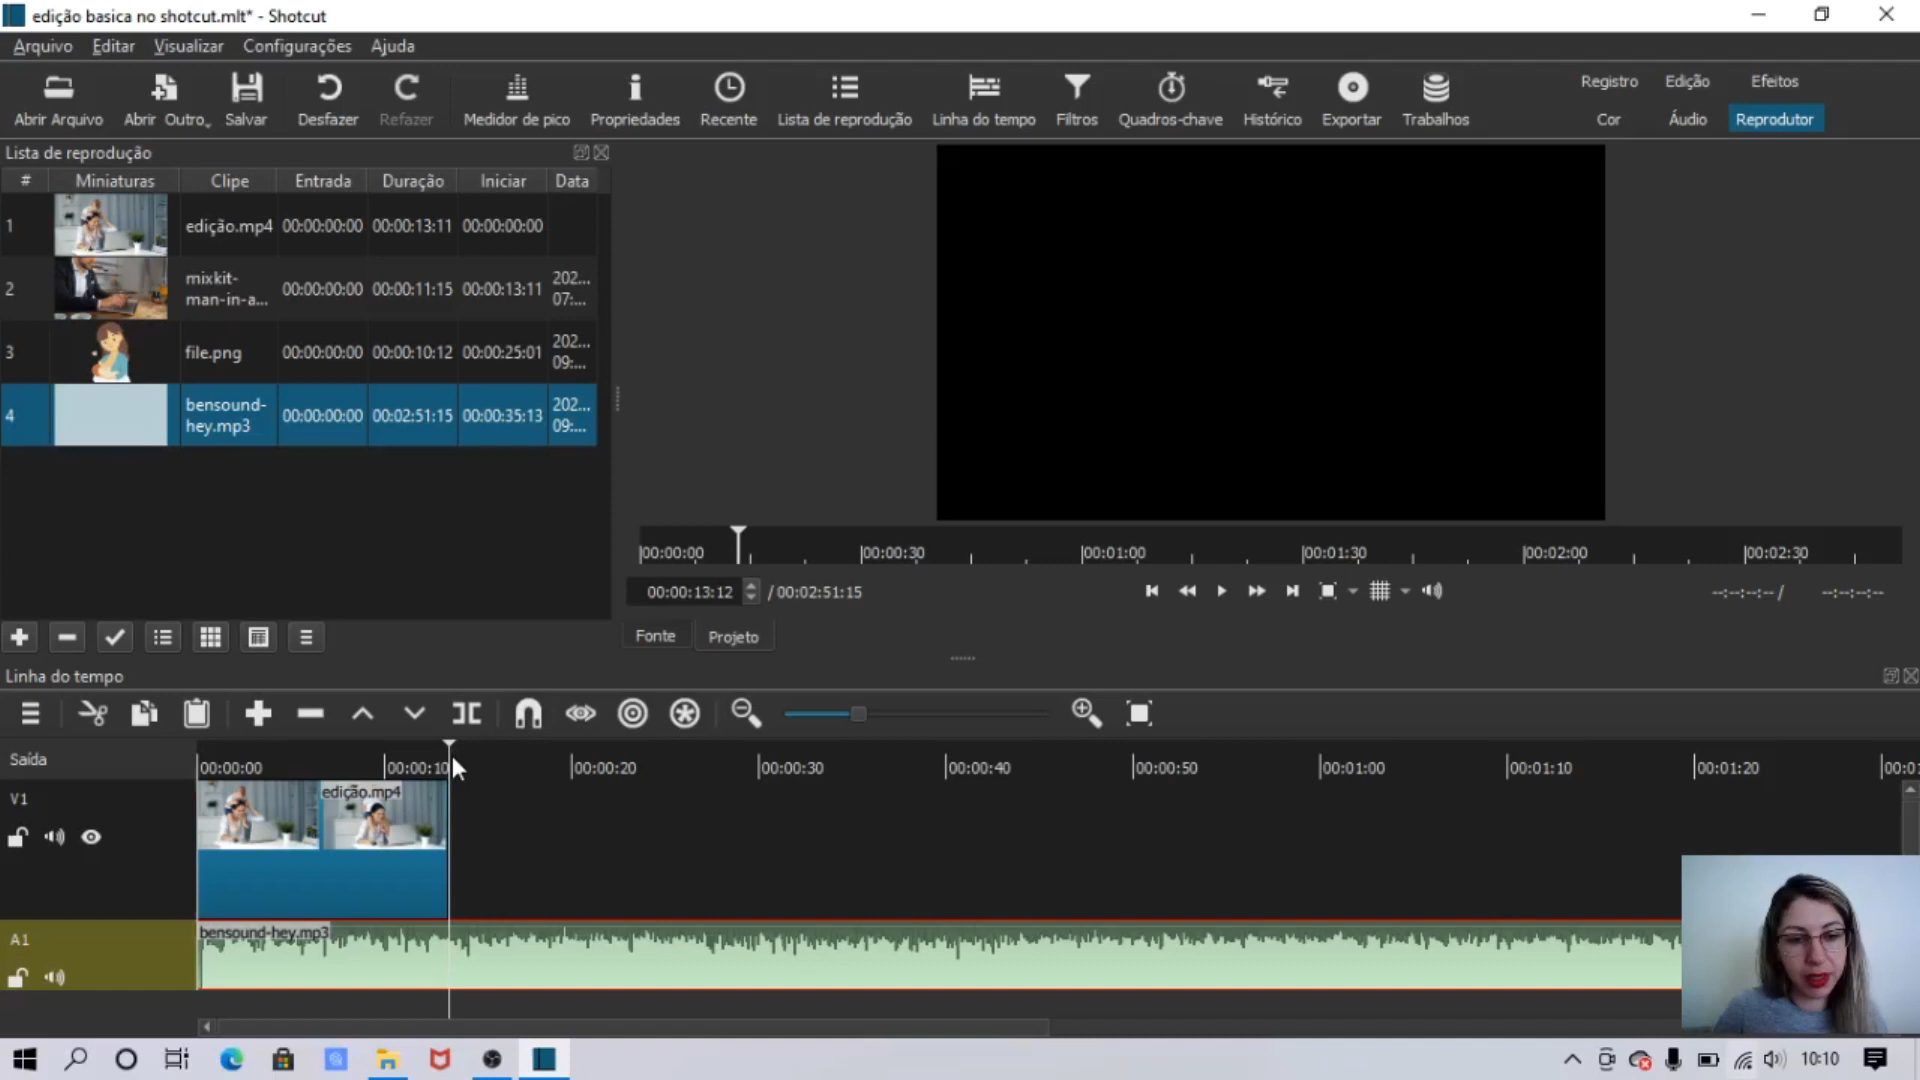 edição basica no shotcut.mlt* - Shotcut
Arquivo Editar Visualizar Configurações Ajuda
Abrir Arquivo Abrir Outro Salvar Desfazer Refazer Medidor de pico Propriedades Recente Lista de reprodução Linha do tempo Filtros Quadros-chave Histórico Exportar Trabalhos
Registro Edição Efeitos
Cor Áudio Reprodutor
Lista de reprodução
# Miniaturas Clipe Entrada Duração Iniciar Data
1 edição.mp4 00:00:00:00 00:00:13:11 00:00:00:00
2 mixkit-man-in-a... 00:00:00:00 00:00:11:15 00:00:13:11 202... 07:...
3 file.png 00:00:00:00 00:00:10:12 00:00:25:01 202... 09:...
4 bensound-hey.mp3 00:00:00:00 00:02:51:15 00:00:35:13 202... 09:...
00:00:00 00:00:30 00:01:00 00:01:30 00:02:00 00:02:30
00:00:13:12 / 00:02:51:15 --:--:--:-- / --:--:--:--
Fonte Projeto
Linha do tempo
Saída 00:00:00 00:00:10 00:00:20 00:00:30 00:00:40 00:00:50 00:01:00 00:01:10 00:01:20
V1 edição.mp4
A1 bensound-hey.mp3
10:10